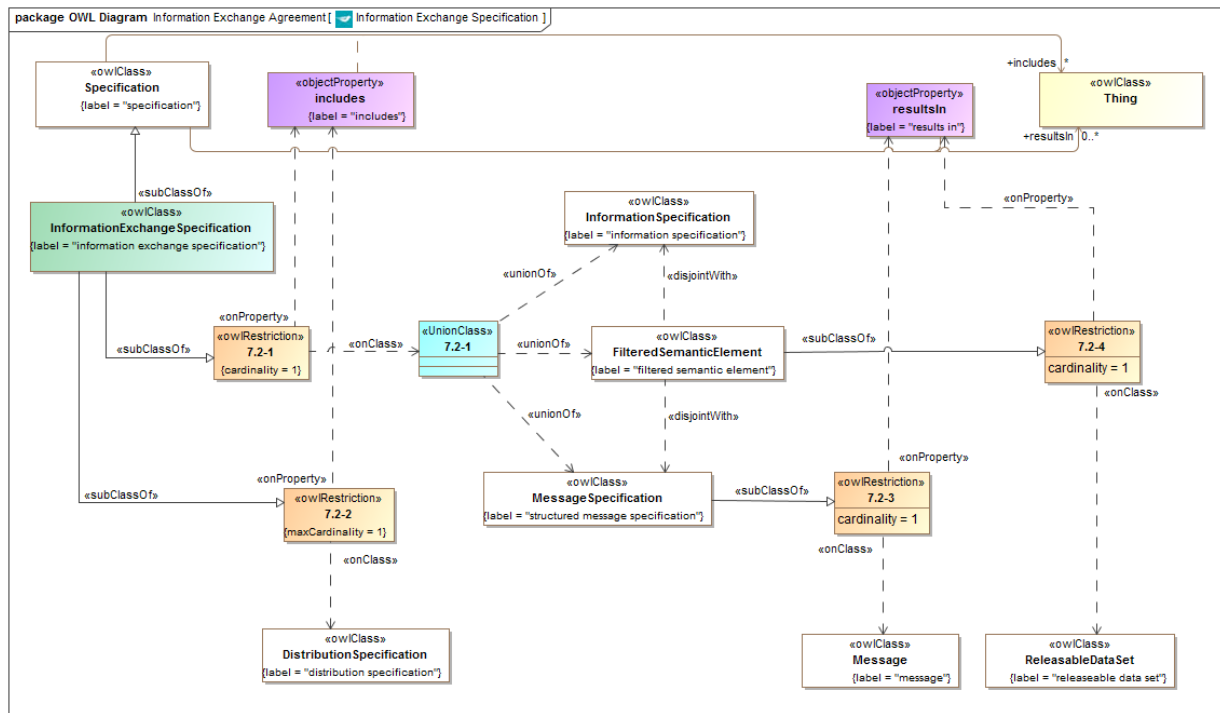 package OWL Diagram Information Exchange Agreement [ Information Exchange Specification ]
«owlClass»
Specification
{label = "specification"}
«objectProperty»
includes
{label = "includes"}
«objectProperty»
resultsIn
{label = "results in"}
+includes *
«owlClass»
Thing
+resultsIn 0..*
«subClassOf»
«owlClass»
InformationExchangeSpecification
{label = "information exchange specification"}
«owlClass»
InformationSpecification
{label = "information specification"}
«onProperty»
«unionOf»
«disjointWith»
«onProperty»
«subClassOf»
«owlRestriction»
7.2-1
{cardinality = 1}
«onClass»
«UnionClass»
7.2-1
«unionOf»
«owlClass»
FilteredSemanticElement
{label = "filtered semantic element"}
«subClassOf»
«owlRestriction»
7.2-4
cardinality = 1
«onClass»
«unionOf»
«disjointWith»
«onProperty»
«onProperty»
«subClassOf»
«owlRestriction»
7.2-2
{maxCardinality = 1}
«owlClass»
MessageSpecification
{label = "structured message specification"}
«subClassOf»
«owlRestriction»
7.2-3
cardinality = 1
«onClass»
«onClass»
«owlClass»
DistributionSpecification
{label = "distribution specification"}
«owlClass»
Message
{label = "message"}
«owlClass»
ReleasableDataSet
{label = "releaseable data set"}